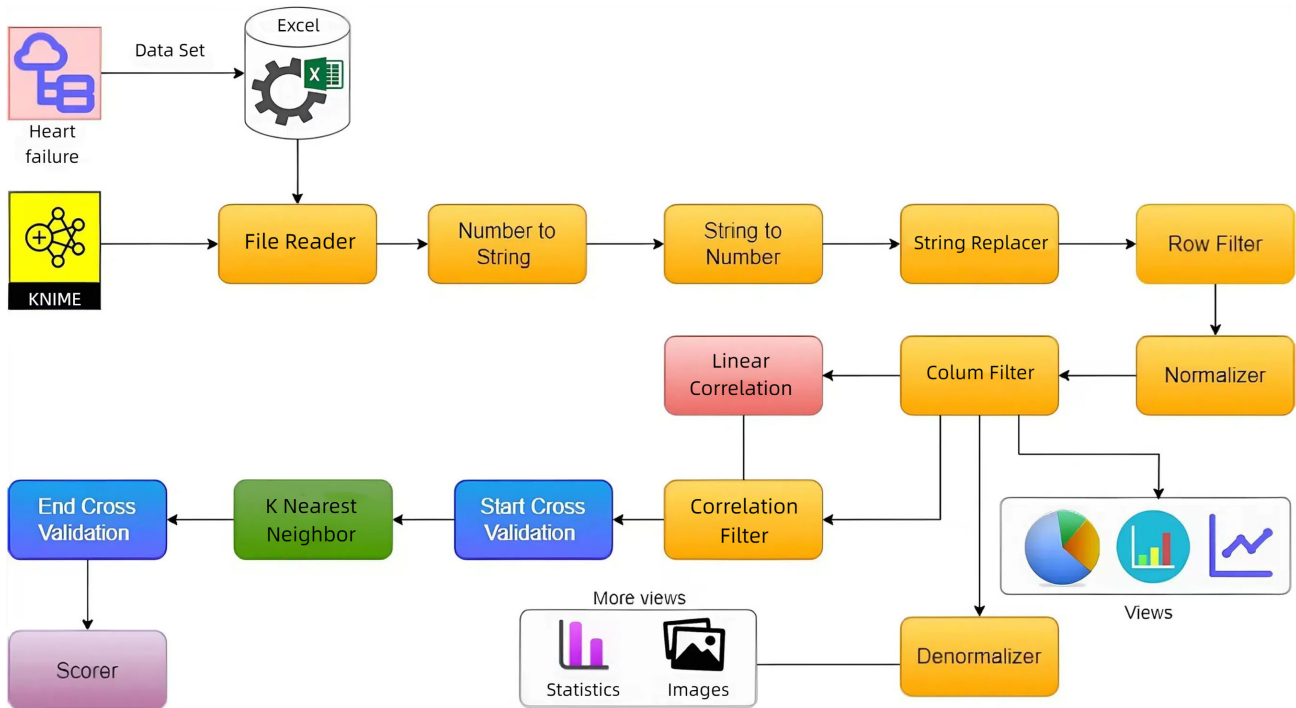 Excel
Data Set
Heart
failure
KNIME
File Reader
Number to
String
String to
Number
String Replacer
Row Filter
Linear
Correlation
Colum Filter
Normalizer
End Cross
Validation
K Nearest
Neighbor
Start Cross
Validation
Correlation
Filter
Views
More views
Statistics
Images
Denormalizer
Scorer